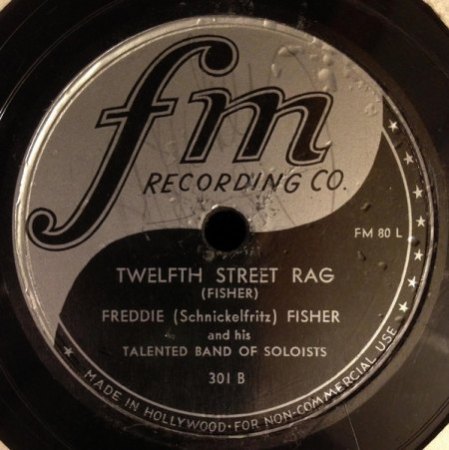 fm
RECORDING CO.
FM 80 L
TWELFTH STREET RAG
(FISHER)
FREDDIE (Schnickelfritz) FISHER
and his
TALENTED BAND OF SOLOISTS
301 B
MADE IN HOLLYWOOD · FOR NON-COMMERCIAL USE